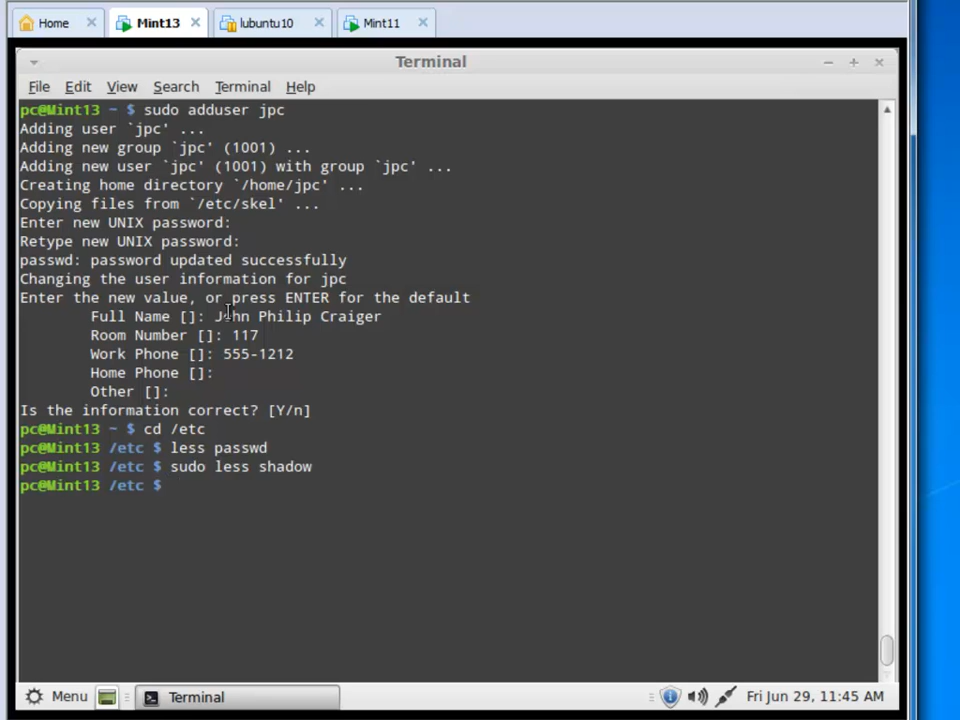 Home
Mint13
lubuntu10
Mint11
Terminal
File Edit View Search Terminal Help
pc@Mint13 ~ $ sudo adduser jpc
Adding user `jpc' ...
Adding new group `jpc' (1001) ...
Adding new user `jpc' (1001) with group `jpc' ...
Creating home directory `/home/jpc' ...
Copying files from `/etc/skel' ...
Enter new UNIX password:
Retype new UNIX password:
passwd: password updated successfully
Changing the user information for jpc
Enter the new value, or press ENTER for the default
Full Name []: John Philip Craiger
Room Number []: 117
Work Phone []: 555-1212
Home Phone []:
Other []:
Is the information correct? [Y/n]
pc@Mint13 ~ $ cd /etc
pc@Mint13 /etc $ less passwd
pc@Mint13 /etc $ sudo less shadow
pc@Mint13 /etc $
Menu
Terminal
Fri Jun 29, 11:45 AM